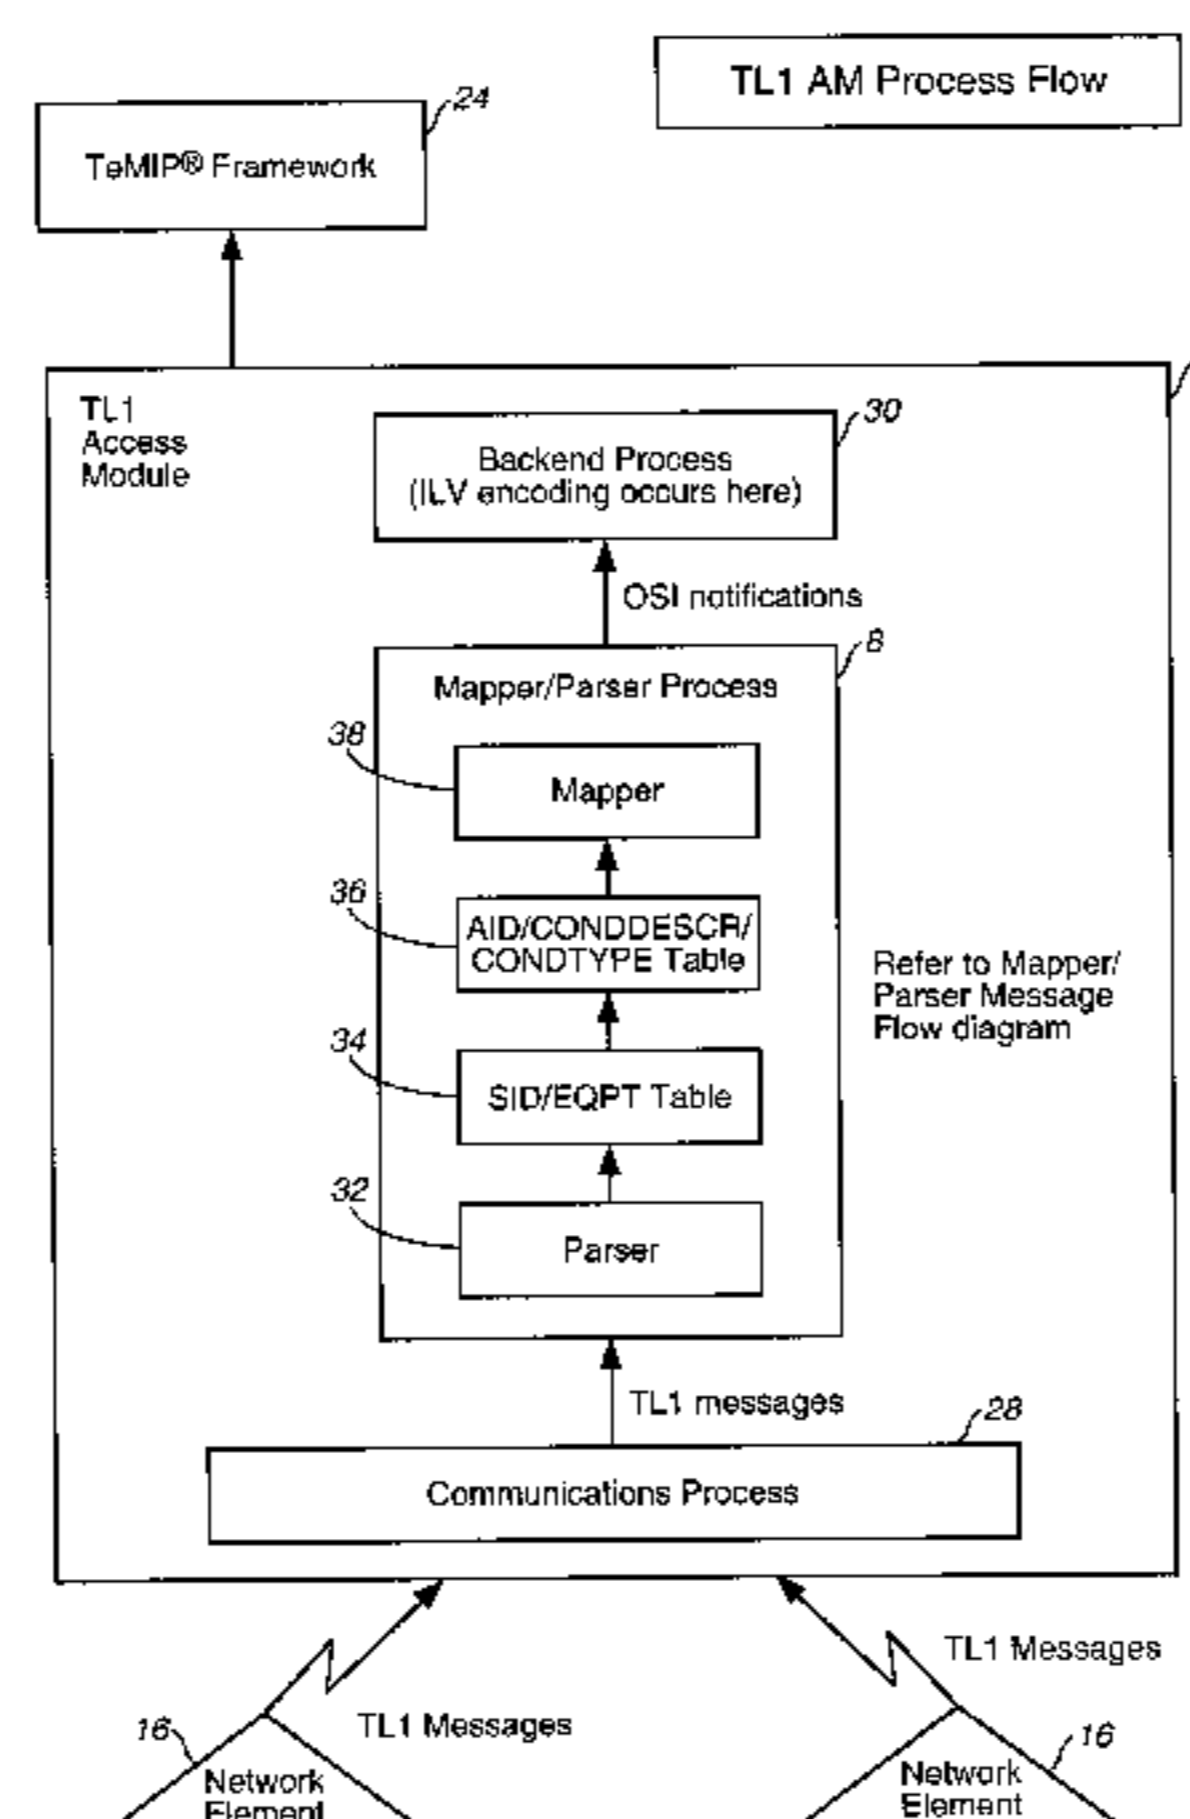 TL1 AM Process Flow
24
TeMIP® Framework
TL1
Access
Module
30
Backend Process
(ILV encoding occurs here)
OSI notifications
8
Mapper/Parser Process
38
Mapper
36
AID/CONDDESCR/
CONDTYPE Table
Refer to Mapper/
Parser Message
Flow diagram
34
SID/EQPT Table
32
Parser
TL1 messages
28
Communications Process
TL1 Messages
TL1 Messages
16
Network
Element
16
Network
Element